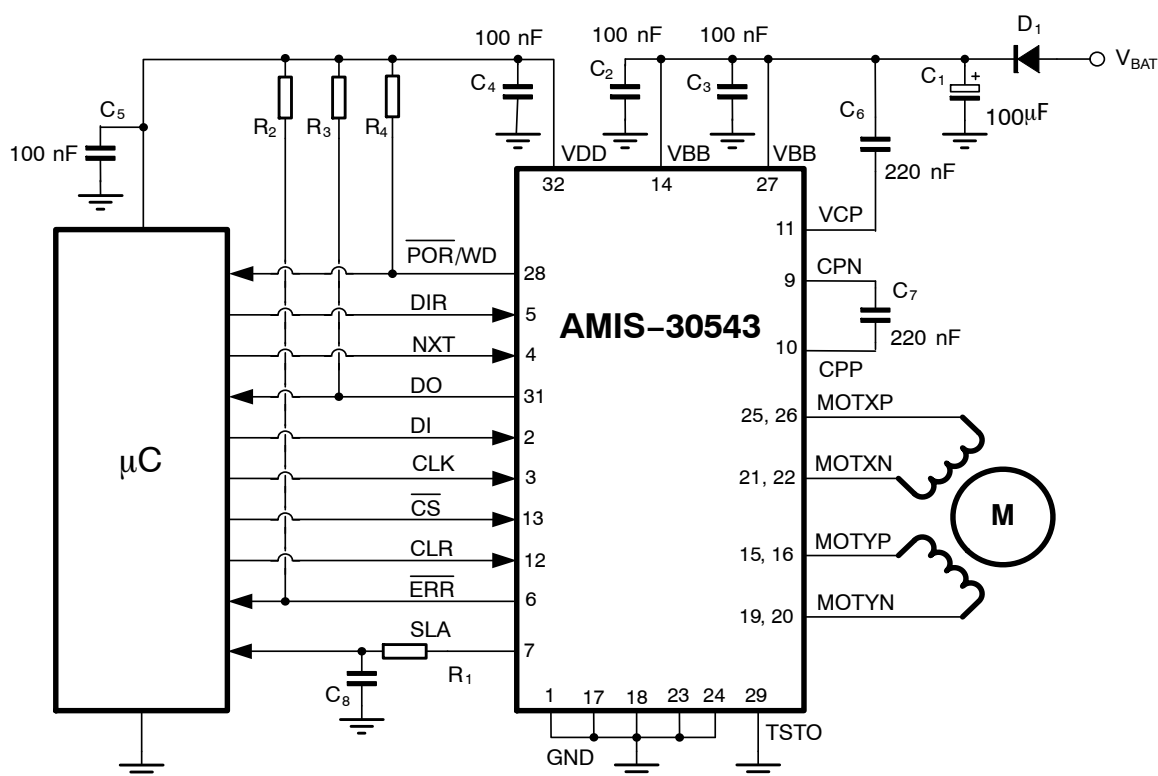 100 nF
100 nF
100 nF
D1
VBAT
C4
C2
C3
C1
+
100μF
C5
100 nF
R2
R3
R4
C6
220 nF
VDD
VBB
VBB
32
14
27
11
VCP
POR/WD
28
9
CPN
DIR
5
C7
220 nF
AMIS–30543
NXT
4
10
CPP
DO
31
25, 26
MOTXP
DI
2
μC
CLK
3
21, 22
MOTXN
CS
13
M
CLR
12
15, 16
MOTYP
ERR
6
19, 20
MOTYN
SLA
7
R1
C8
1
17
18
23
24
29
GND
TSTO